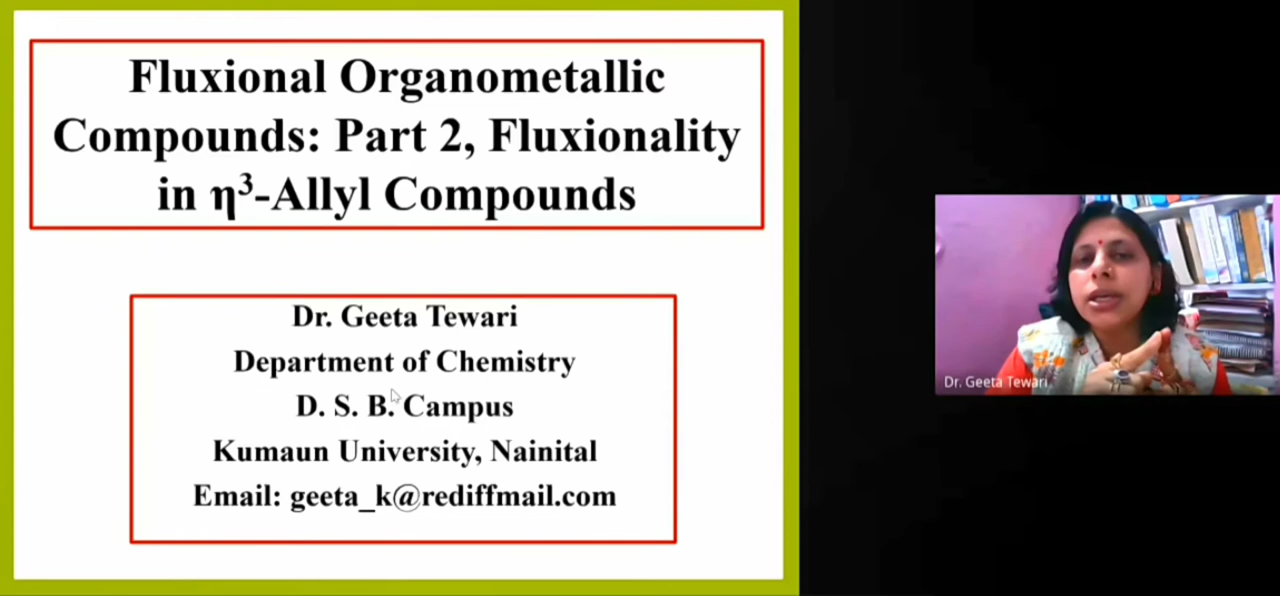 Fluxional Organometallic
Compounds: Part 2, Fluxionality
in η³-Allyl Compounds
Dr. Geeta Tewari
Department of Chemistry
D. S. B. Campus
Kumaun University, Nainital
Email: geeta_k@rediffmail.com
Dr. Geeta Tewari